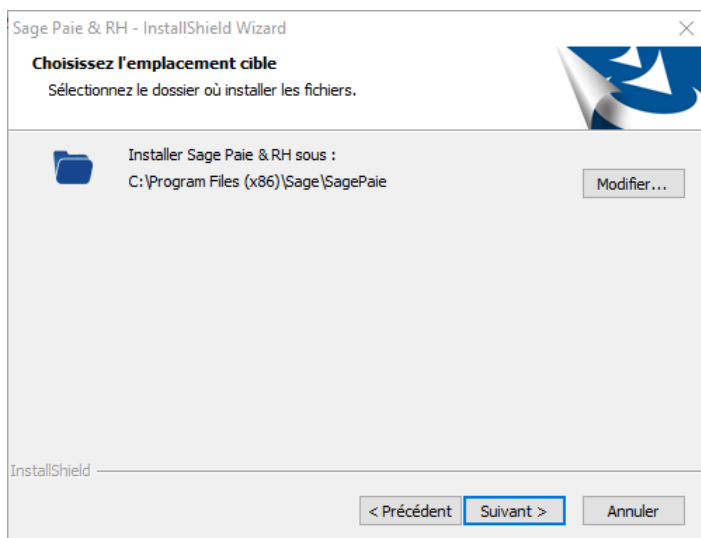 Sage Paie & RH - InstallShield Wizard
Choisissez l'emplacement cible
Sélectionnez le dossier où installer les fichiers.
Installer Sage Paie & RH sous :
C:\Program Files (x86)\Sage\SagePaie
Modifier...
InstallShield
< Précédent
Suivant >
Annuler